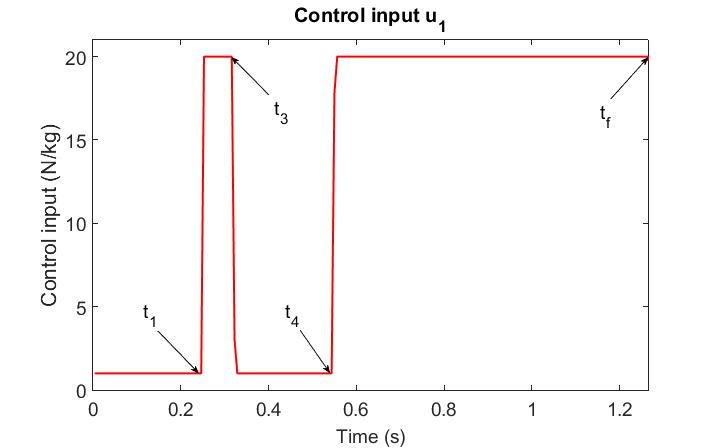 Control input u₁
Control input (N/kg)
20
15
10
5
0
t₃
t_f
t₁
t₄
0 0.2 0.4 0.6 0.8 1 1.2
Time (s)